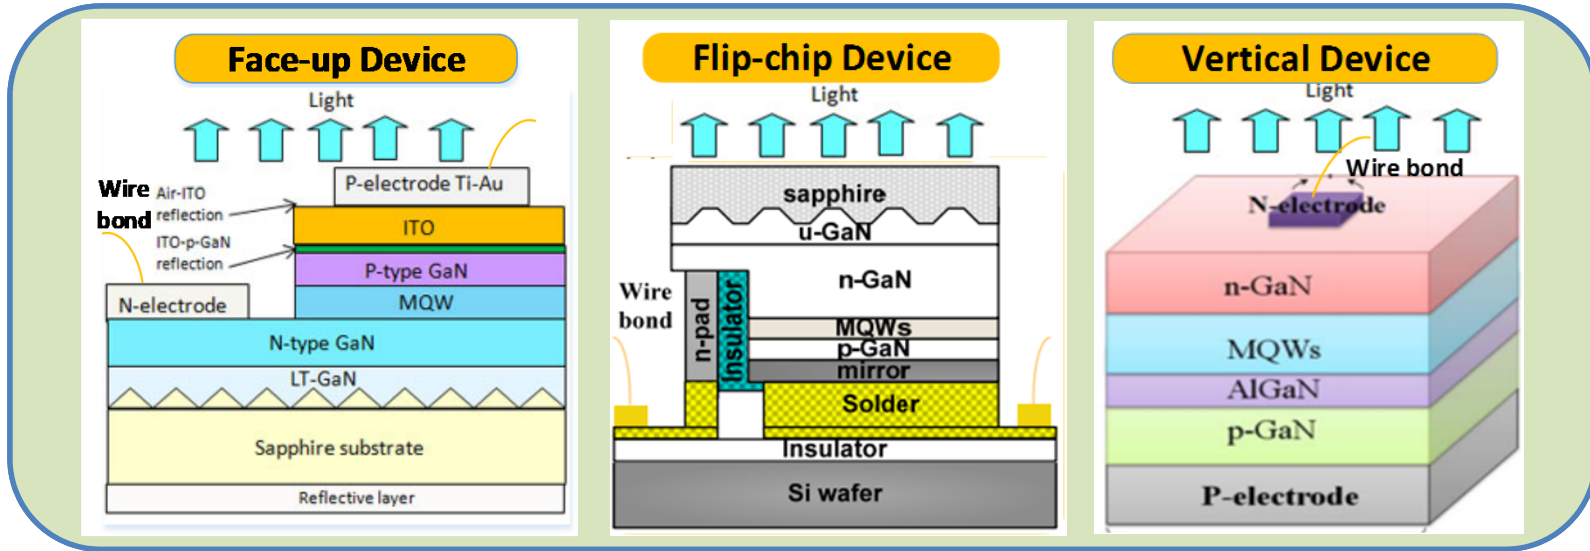 Face-up Device
Light
P-electrode Ti-Au
Wire
bond
Air-ITO
reflection
ITO
ITO-p-GaN
reflection
P-type GaN
MQW
N-electrode
N-type GaN
LT-GaN
Sapphire substrate
Reflective layer
Flip-chip Device
Light
sapphire
u-GaN
n-GaN
Wire
bond
n-pad
Insulator
MQWs
p-GaN
mirror
Solder
Insulator
Si wafer
Vertical Device
Light
Wire bond
N-electrode
n-GaN
MQWs
AlGaN
p-GaN
P-electrode